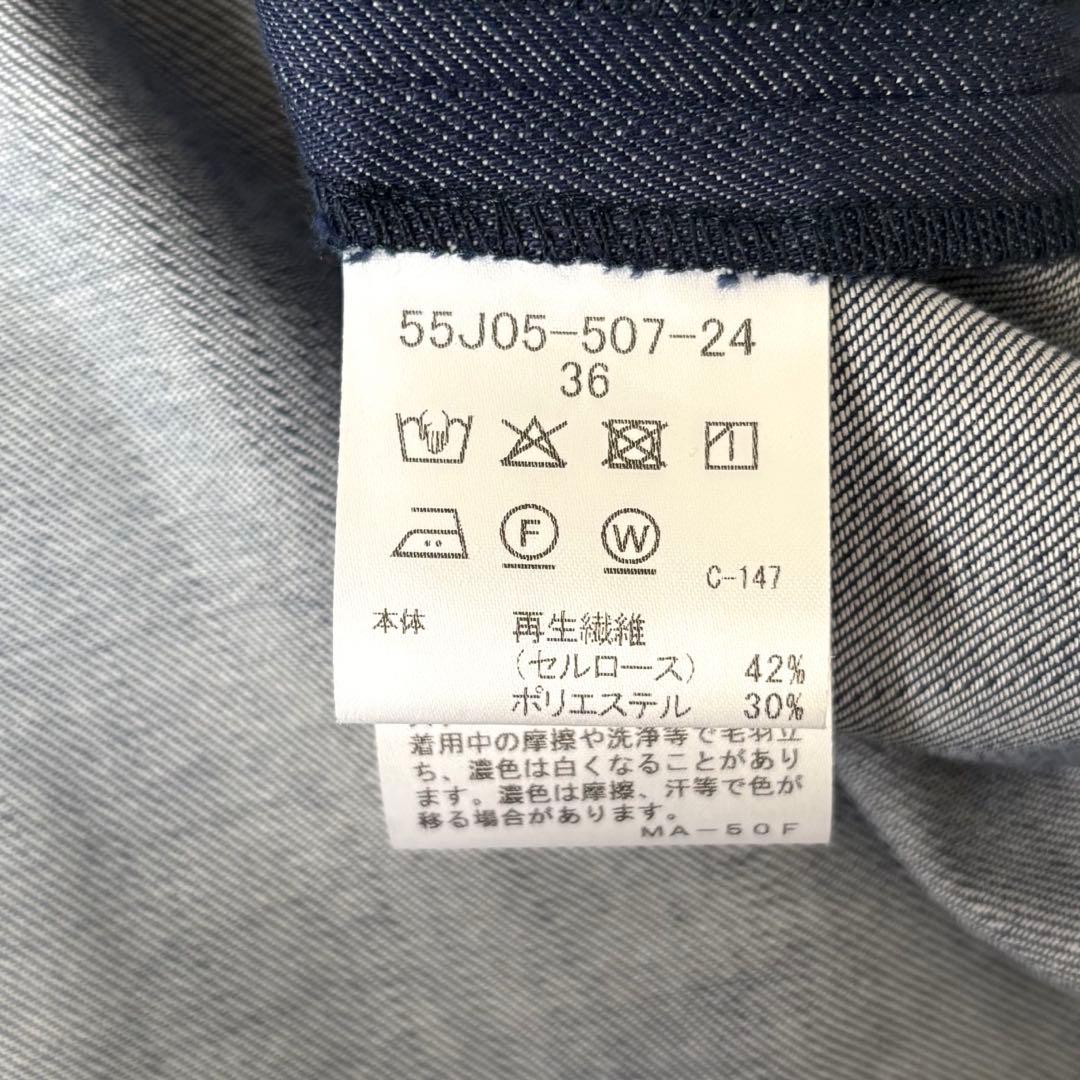 55J05-507-24
36
F W
C-147
本体 再生繊維
(セルロース) 42%
ポリエステル 30%
着用中の摩擦や洗浄等で毛羽立
ち、濃色は白くなることがあり
ます。濃色は摩擦、汗等で色が
移る場合があります。
MA-50F